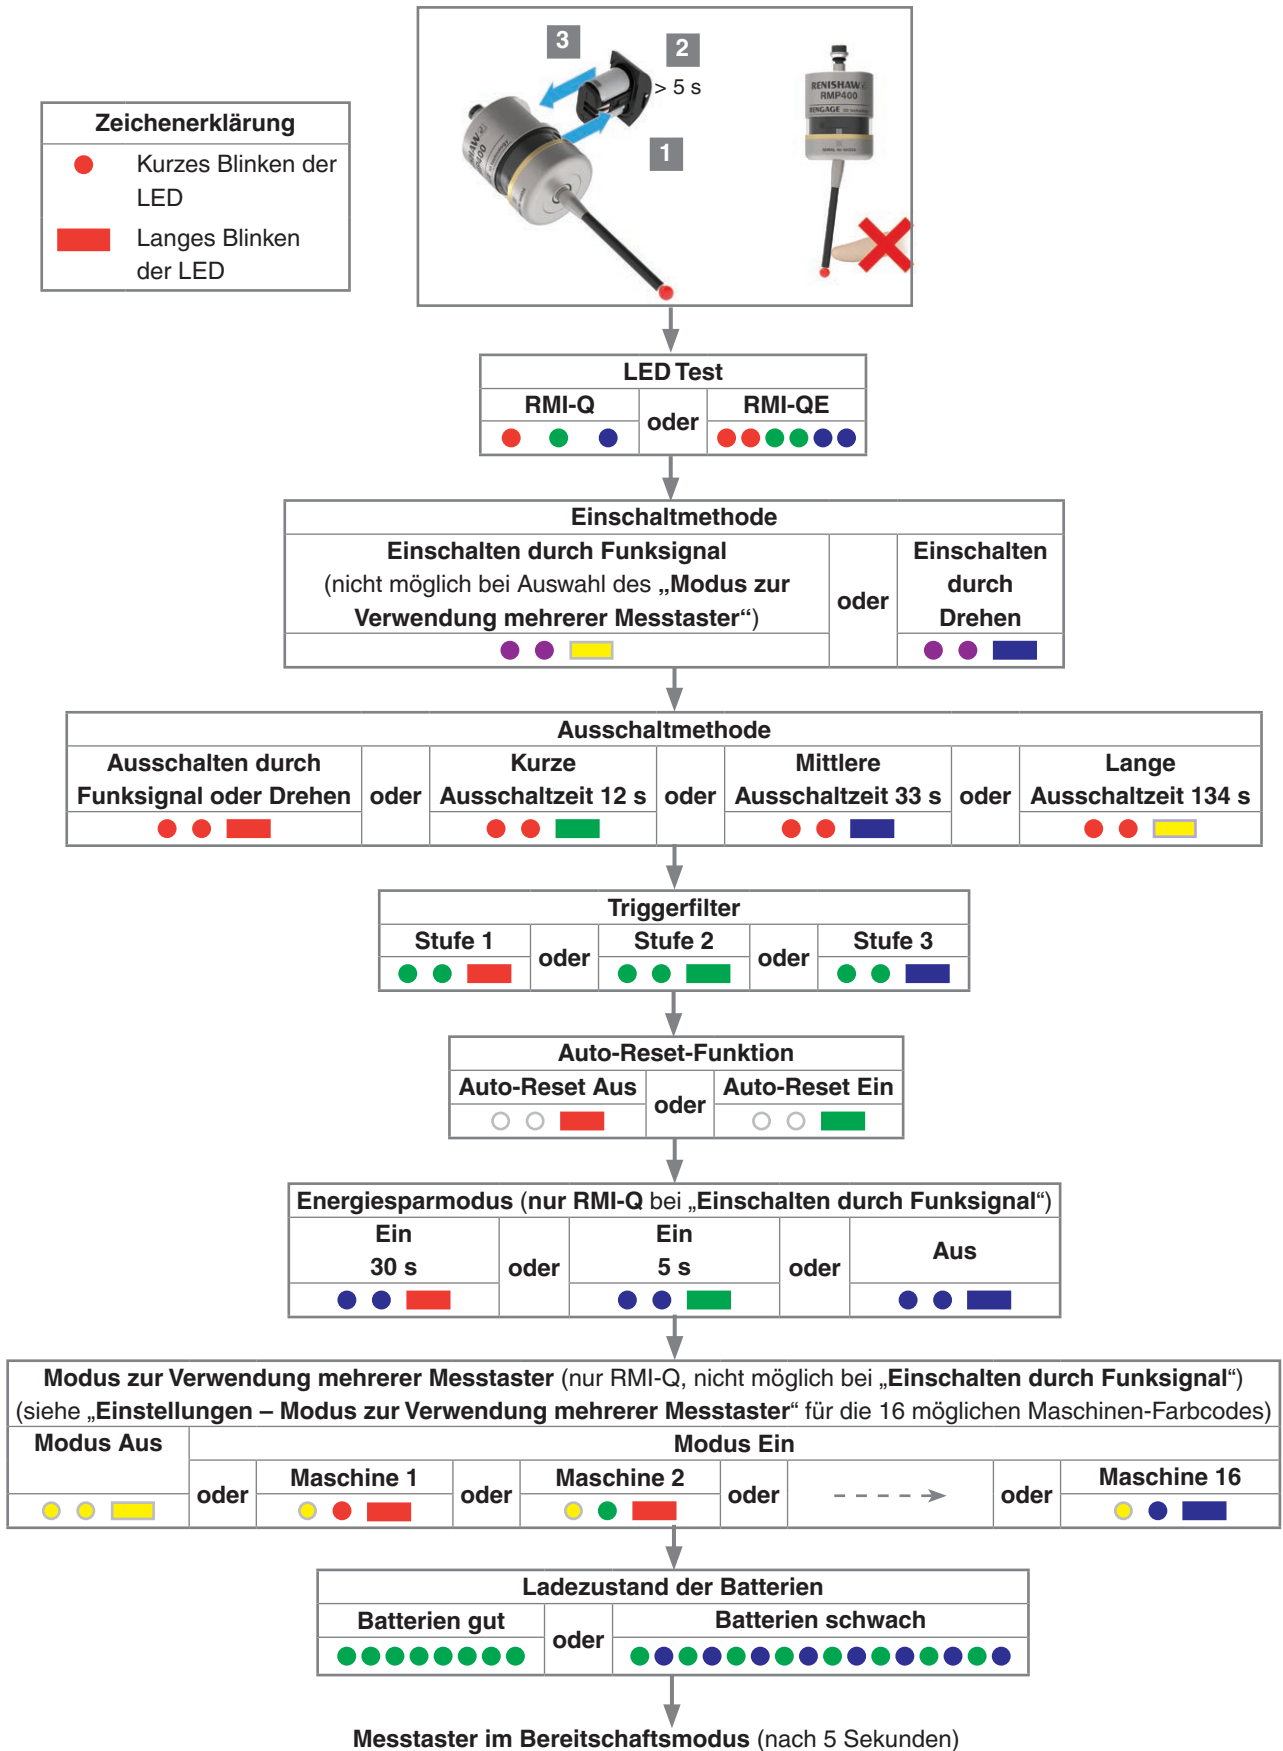 3
2
> 5 s
1
RENISHAW
RMP400
RENGAGE
Zeichenerklärung
Kurzes Blinken der
LED
Langes Blinken
der LED
LED Test
RMI-Q
oder
RMI-QE
Einschaltmethode
Einschalten durch Funksignal
(nicht möglich bei Auswahl des „Modus zur
Verwendung mehrerer Messtaster“)
oder
Einschalten
durch
Drehen
Ausschaltmethode
Ausschalten durch
Funksignal oder Drehen
oder
Kurze
Ausschaltzeit 12 s
oder
Mittlere
Ausschaltzeit 33 s
oder
Lange
Ausschaltzeit 134 s
Triggerfilter
Stufe 1
oder
Stufe 2
oder
Stufe 3
Auto-Reset-Funktion
Auto-Reset Aus
oder
Auto-Reset Ein
Energiesparmodus (nur RMI-Q bei „Einschalten durch Funksignal“)
Ein
30 s
oder
Ein
5 s
oder
Aus
Modus zur Verwendung mehrerer Messtaster (nur RMI-Q, nicht möglich bei „Einschalten durch Funksignal“)
(siehe „Einstellungen – Modus zur Verwendung mehrerer Messtaster“ für die 16 möglichen Maschinen-Farbcodes)
Modus Aus
Modus Ein
oder
Maschine 1
oder
Maschine 2
oder
oder
Maschine 16
Ladezustand der Batterien
Batterien gut
oder
Batterien schwach
Messtaster im Bereitschaftsmodus (nach 5 Sekunden)